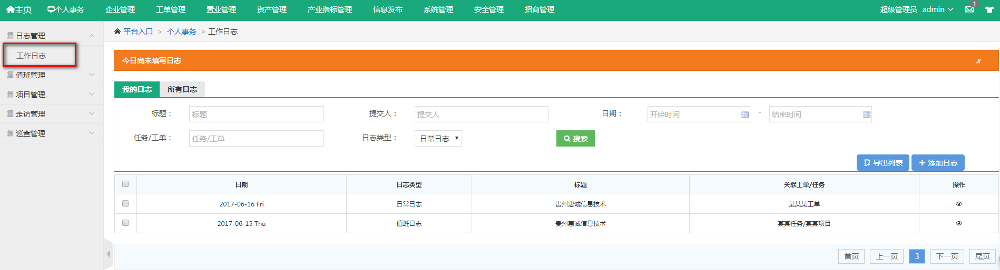 主页 个人事务 企业管理 工单管理 置业管理 资产管理 产业指标管理 信息发布 系统管理 安全管理 招商管理 超级管理员 admin 1
日志管理
工作日志
值班管理
项目管理
走访管理
巡查管理
平台入口 > 个人事务 > 工作日志
今日尚未填写日志 x
我的日志 所有日志
标题： 标题 提交人： 提交人 日期： 开始时间 - 结束时间
任务/工单： 任务/工单 日志类型： 日常日志 搜索
导出列表 添加日志
日期 日志类型 标题 关联工单/任务 操作
2017-06-16 Fri 日常日志 贵州惠诚信息技术 某某某工单
2017-06-15 Thu 值班日志 贵州惠诚信息技术 某某任务/某某项目
首页 上一页 3 下一页 尾页